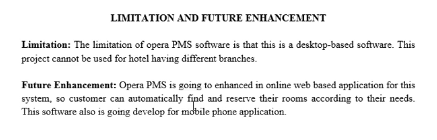 LIMITATION AND FUTURE ENHANCEMENT
Limitation: The limitation of opera PMS software is that this is a desktop-based software. This
project cannot be used for hotel having different branches.
Future Enhancement: Opera PMS is going to enhanced in online web based application for this
system, so customer can automatically find and reserve their rooms according to their needs.
This software also is going develop for mobile phone application.